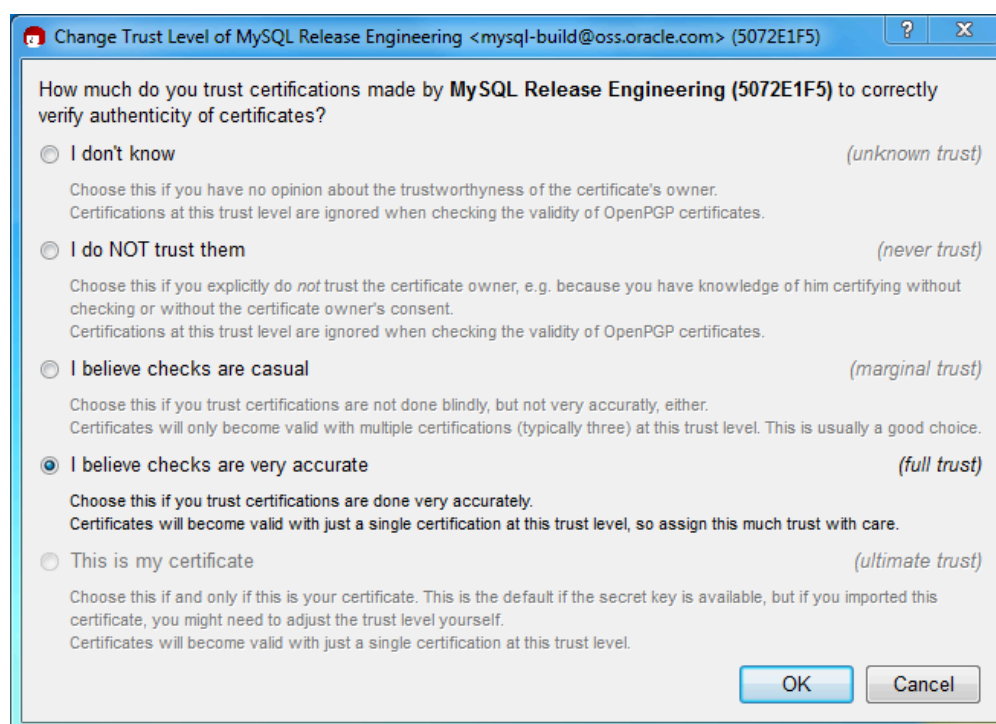 Change Trust Level of MySQL Release Engineering <mysql-build@oss.oracle.com> (5072E1F5)
How much do you trust certifications made by MySQL Release Engineering (5072E1F5) to correctly
verify authenticity of certificates?
I don't know (unknown trust)
Choose this if you have no opinion about the trustworthyness of the certificate's owner.
Certifications at this trust level are ignored when checking the validity of OpenPGP certificates.
I do NOT trust them (never trust)
Choose this if you explicitly do not trust the certificate owner, e.g. because you have knowledge of him certifying without
checking or without the certificate owner's consent.
Certifications at this trust level are ignored when checking the validity of OpenPGP certificates.
I believe checks are casual (marginal trust)
Choose this if you trust certifications are not done blindly, but not very accuratly, either.
Certificates will only become valid with multiple certifications (typically three) at this trust level. This is usually a good choice.
I believe checks are very accurate (full trust)
Choose this if you trust certifications are done very accurately.
Certificates will become valid with just a single certification at this trust level, so assign this much trust with care.
This is my certificate (ultimate trust)
Choose this if and only if this is your certificate. This is the default if the secret key is available, but if you imported this
certificate, you might need to adjust the trust level yourself.
Certificates will become valid with just a single certification at this trust level.
OK Cancel